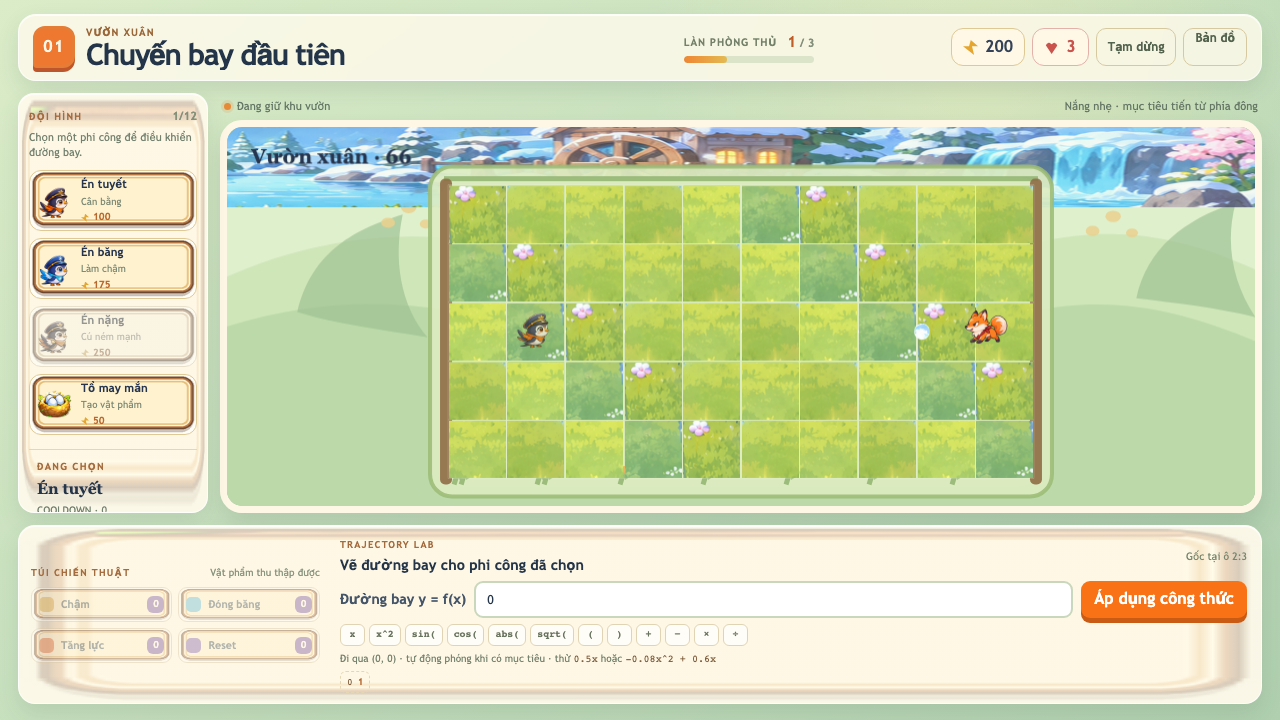 01
VƯỜN XUÂN
Chuyến bay đầu tiên
LÀN PHÒNG THỦ 1 / 3
200
3
Tạm dừng
Bản đồ
ĐỘI HÌNH 1/12
Chọn một phi công để điều khiển
đường bay.
Én tuyết
Cân bằng
100
Én băng
Làm chậm
175
Én nặng
Cú ném mạnh
250
Tổ may mắn
Tạo vật phẩm
50
ĐANG CHỌN
Én tuyết
COOLDOWN · 0
Đang giữ khu vườn
Nắng nhẹ · mục tiêu tiến từ phía đông
Vườn xuân · 66
TÚI CHIẾN THUẬT
Vật phẩm thu thập được
Chậm 0
Đóng băng 0
Tăng lực 0
Reset 0
TRAJECTORY LAB
Vẽ đường bay cho phi công đã chọn
Gốc tại ô 2:3
Đường bay y = f(x)
0
Áp dụng công thức
x x^2 sin( cos( abs( sqrt( ( ) + − × ÷
Đi qua (0, 0) · tự động phóng khi có mục tiêu · thử 0.5x hoặc −0.08x^2 + 0.6x
0 1